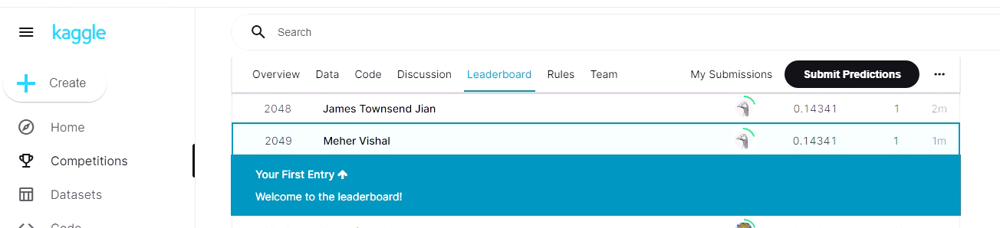 kaggle
Search
Create
Overview Data Code Discussion Leaderboard Rules Team My Submissions Submit Predictions
2048 James Townsend Jian 0.14341 1 2m
Home
2049 Meher Vishal 0.14341 1 1m
Competitions
Your First Entry
Welcome to the leaderboard!
Datasets
Code